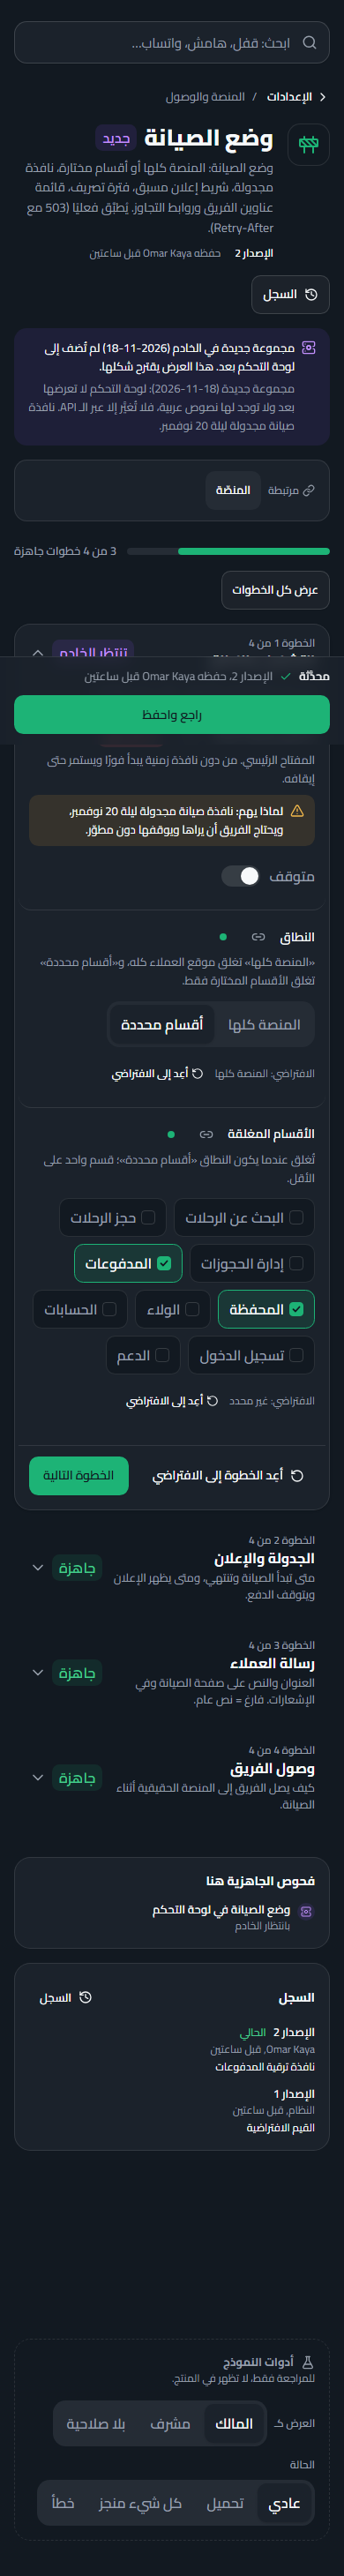 ابحث: قفل، هامش، واتساب...
الإعدادات / المنصة والوصول
وضع الصيانة جديد
وضع الصيانة: المنصة كلها أو أقسام مختارة، نافذة
مجدولة، شريط إعلان مسبق، فترة تصريف، قائمة
عناوين الفريق وروابط التجاوز. يُطبَّق فعليًا (503 مع
Retry-After).
الإصدار 2 حفظه Omar Kaya قبل ساعتين
السجل
مجموعة جديدة في الخادم (2026-11-18) لم تُضف إلى
لوحة التحكم بعد. هذا العرض يقترح شكلها.
مجموعة جديدة (18-11-2026): لوحة التحكم لا تعرضها
بعد ولا توجد لها نصوص عربية، فلا تُغيَّر إلا عبر الـ API. نافذة
صيانة مجدولة ليلة 20 نوفمبر.
مرتبطة المنصّة
3 من 4 خطوات جاهزة
عرض كل الخطوات
الخطوة 1 من 4
تنتظر الخادم
محدَّثة الإصدار 2، حفظه Omar Kaya قبل ساعتين
راجع واحفظ
المفتاح الرئيسي. من دون نافذة زمنية يبدأ فورًا ويستمر حتى
إيقافه.
لماذا يهم: نافذة صيانة مجدولة ليلة 20 نوفمبر،
ويحتاج الفريق أن يراها ويوقفها دون مطوّر.
متوقف
النطاق
«المنصة كلها» تغلق موقع العملاء كله، و«أقسام محددة»
تغلق الأقسام المختارة فقط.
المنصة كلها أقسام محددة
الافتراضي: المنصة كلها أعِد إلى الافتراضي
الأقسام المغلقة
تُغلق عندما يكون النطاق «أقسام محددة»؛ قسم واحد على
الأقل.
البحث عن الرحلات حجز الرحلات
إدارة الحجوزات المدفوعات
المحفظة الولاء الحسابات
تسجيل الدخول الدعم
الافتراضي: غير محدد أعِد إلى الافتراضي
أعِد الخطوة إلى الافتراضي الخطوة التالية
الخطوة 2 من 4
الجدولة والإعلان
متى تبدأ الصيانة وتنتهي، ومتى يظهر الإعلان
ويتوقف الدفع.
جاهزة
الخطوة 3 من 4
رسالة العملاء
العنوان والنص على صفحة الصيانة وفي
الإشعارات. فارغ = نص عام.
جاهزة
الخطوة 4 من 4
وصول الفريق
كيف يصل الفريق إلى المنصة الحقيقية أثناء
الصيانة.
جاهزة
فحوص الجاهزية هنا
وضع الصيانة في لوحة التحكم
بانتظار الخادم
السجل السجل
الإصدار 2 الحالي
Omar Kaya، قبل ساعتين
نافذة ترقية المدفوعات
الإصدار 1
النظام، قبل ساعتين
القيم الافتراضية
أدوات النموذج
للمراجعة فقط، لا تظهر في المنتج.
العرض كـ المالك مشرف بلا صلاحية
الحالة
عادي تحميل كل شيء منجز خطأ